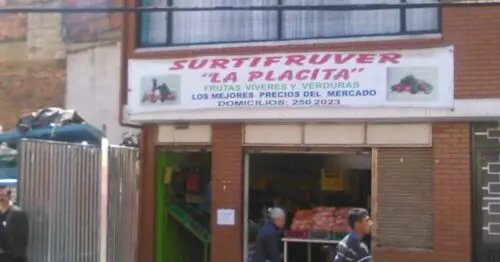 SURTIFRUVER
"LA PLACITA"
FRUTAS VIVERES Y VERDURAS
LOS MEJORES PRECIOS DEL MERCADO
DOMICILIOS: 250 2023